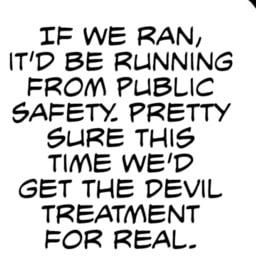 IF WE RAN,
IT'D BE RUNNING
FROM PUBLIC
SAFETY. PRETTY
SURE THIS
TIME WE'D
GET THE DEVIL
TREATMENT
FOR REAL.